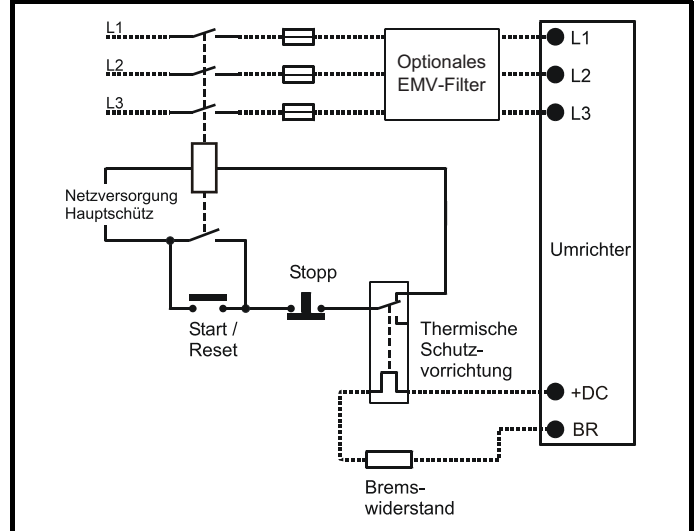 L1
L1
L2
Optionales
EMV-Filter
L2
L3
L3
Netzversorgung
Hauptschütz
Umrichter
Stopp
Start /
Reset
Thermische
Schutz-
vorrichtung
+DC
BR
Brems-
widerstand